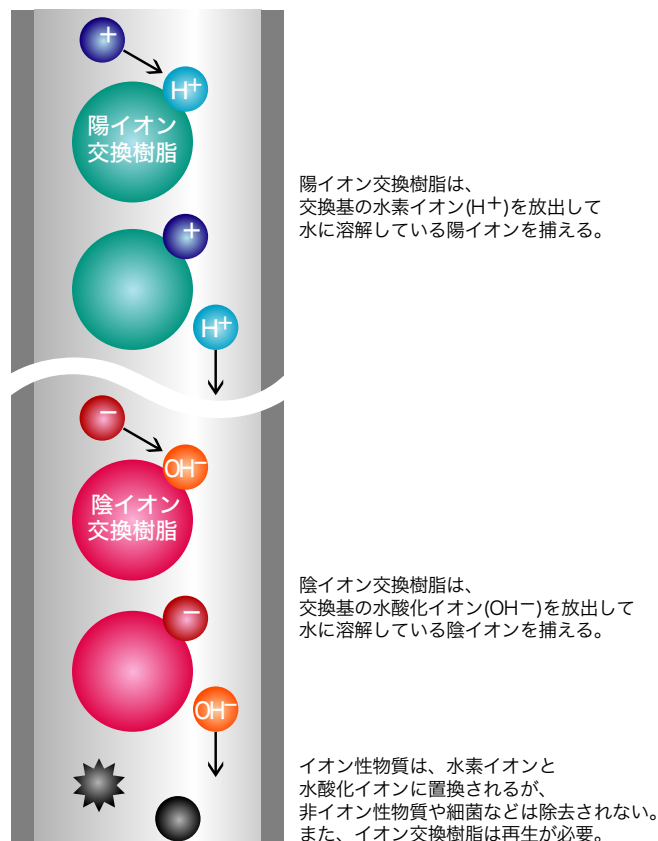 +
H+
陽イオン
交換樹脂
陽イオン交換樹脂は、
交換基の水素イオン(H+)を放出して
水に溶解している陽イオンを捕える。
+
H+
−
OH−
陰イオン
交換樹脂
陰イオン交換樹脂は、
交換基の水酸化イオン(OH−)を放出して
水に溶解している陰イオンを捕える。
−
OH−
イオン性物質は、水素イオンと
水酸化イオンに置換されるが、
非イオン性物質や細菌などは除去されない。
また、イオン交換樹脂は再生が必要。